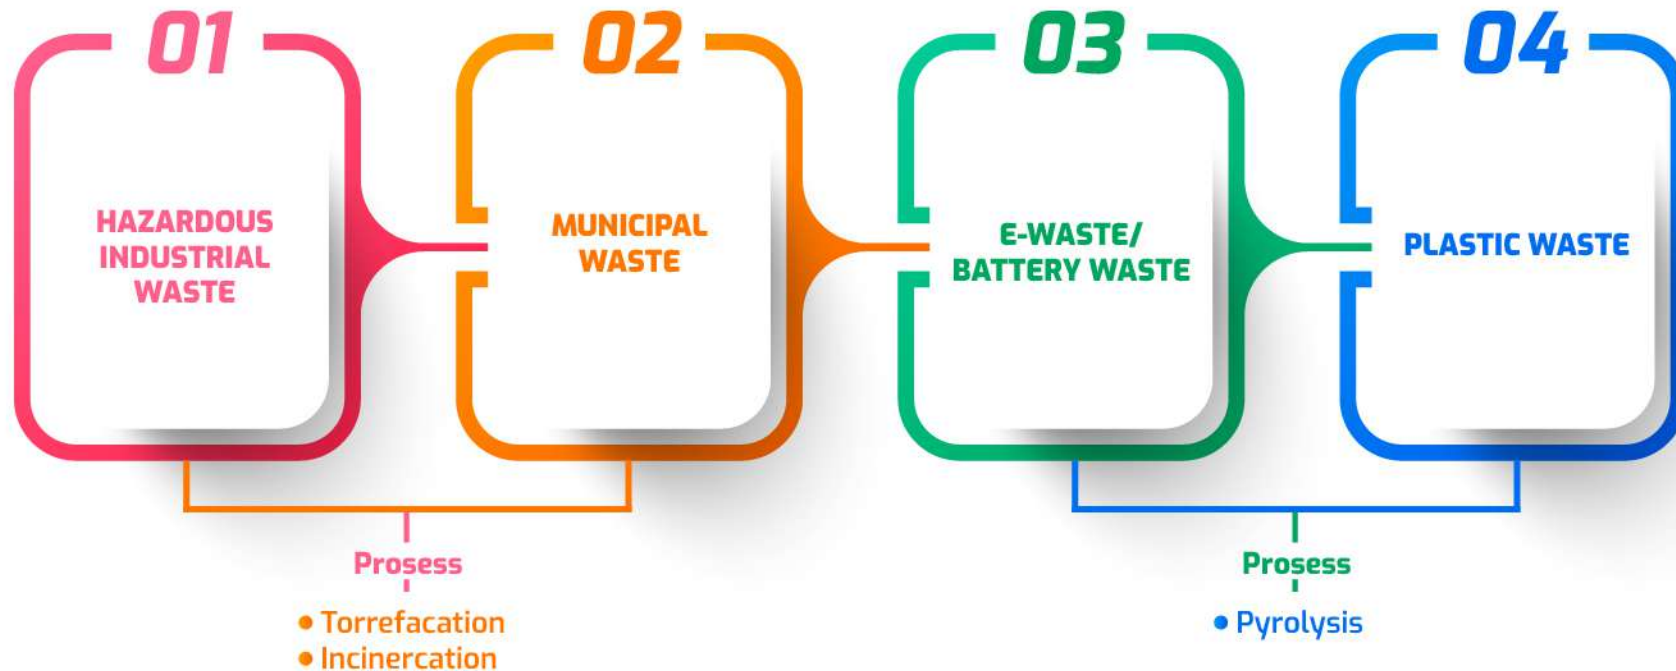 01
HAZARDOUS
INDUSTRIAL
WASTE
02
MUNICIPAL
WASTE
03
E-WASTE/
BATTERY WASTE
04
PLASTIC WASTE
Prosess
• Torrefacation
• Incinercation
Prosess
• Pyrolysis